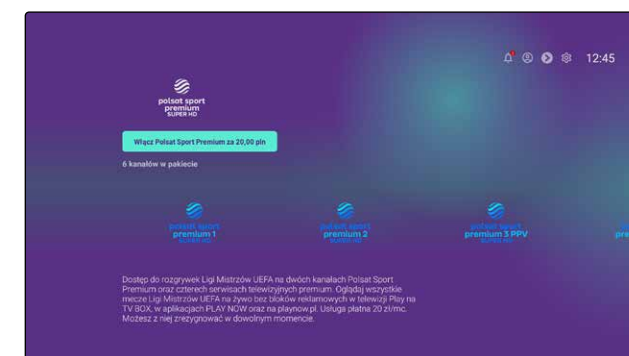 12:45
polsat sport
premium
SUPER HD
Włącz Polsat Sport Premium za 20,00 pln
6 kanałów w pakiecie
polsat sport polsat sport polsat sport
premium 1 premium 2 premium 3 PPV pre
SUPER HD SUPER HD SUPER HD
Dostęp do rozgrywek Ligi Mistrzów UEFA na dwóch kanałach Polsat Sport
Premium oraz czterech serwisach telewizyjnych premium. Oglądaj wszystkie
mecze Ligi Mistrzów UEFA na żywo bez bloków reklamowych w telewizji Play na
TV BOX, w aplikacjach PLAY NOW oraz na playnow.pl. Usługa płatna 20 zł/mc.
Możesz z niej zrezygnować w dowolnym momencie.